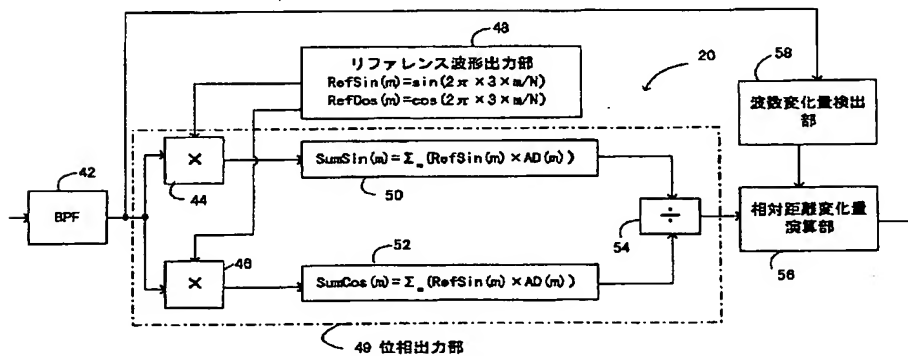 48
リファレンス波形出力部
RefSin(m)=sin(2π×3×m/N)
RefDos(m)=cos(2π×3×m/N)
20
58
波数変化量検出
部
42
BPF
×
44
SumSin(m)=Σm(RefSin(m)×AD(m))
50
÷
54
相対距離変化量
演算部
56
×
46
52
SumCos(m)=Σm(RefSin(m)×AD(m))
49 位相出力部